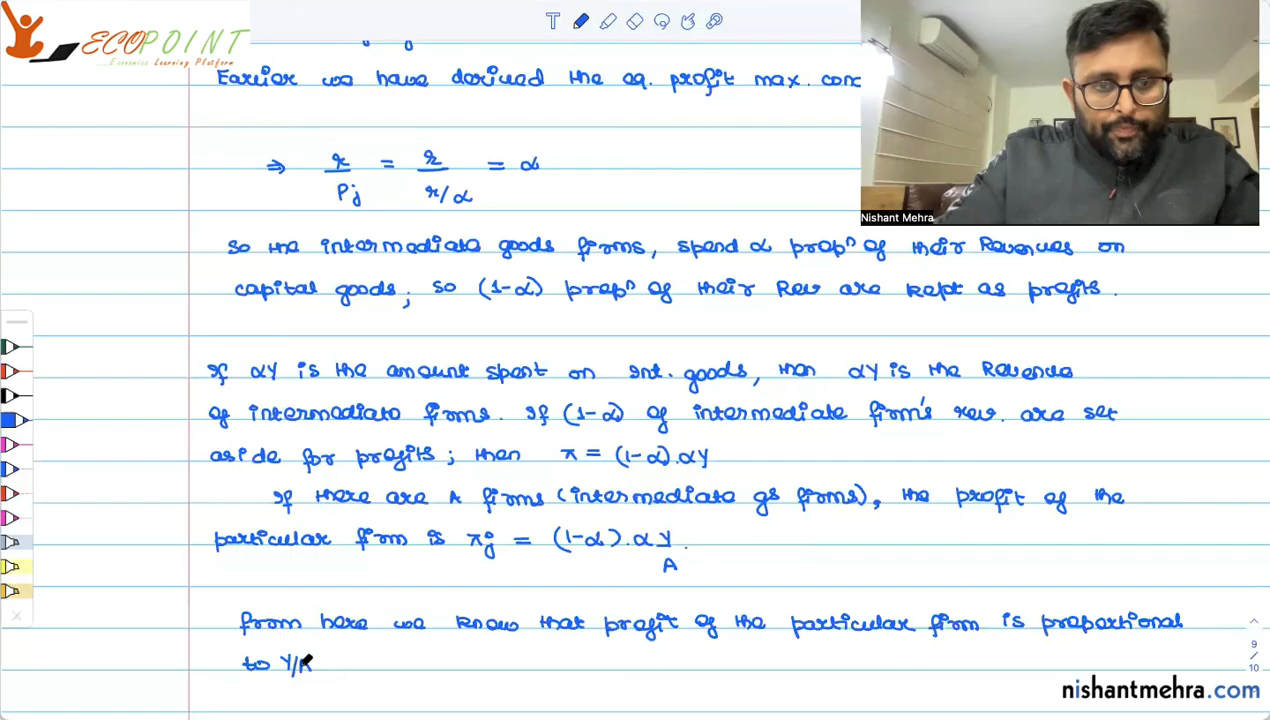 ECOPOINT
....Economics Learning Platform
T
Earlier we have derived the eq. profit max. conc
⇒ r/Pj = r/(r/α) = α
Nishant Mehra
So the intermediate goods firms, spend α propⁿ of their Revenues on
capital goods; so (1-α) propⁿ of their Rev are kept as profits.
If αY is the amount spent on Int. goods, then αY is the Revenue
of intermediate firms. If (1-α) of intermediate firm's rev. are set
aside for profits; then π = (1-α).αY
If there are A firms (intermediate gs firms), the profit of the
particular firm is πj = (1-α).α Y/A.
from here we know that profit of the particular firm is proportional
to Y/A
9
/
10
nishantmehra.com